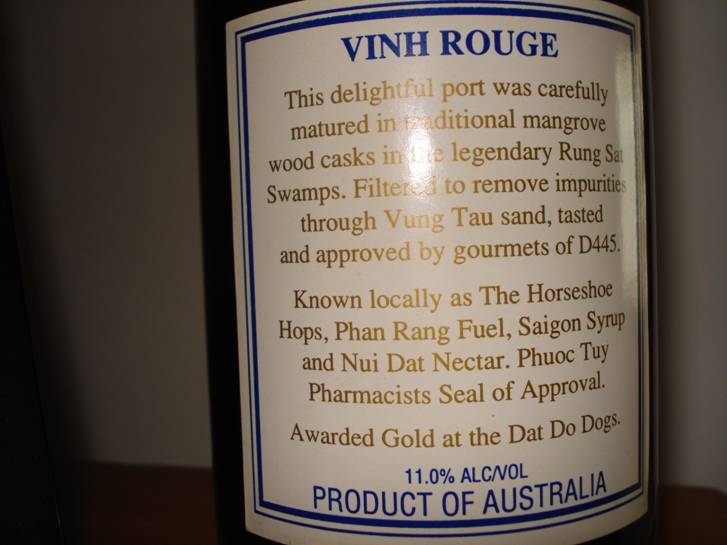 VINH ROUGE
This delightful port was carefully
matured in traditional mangrove
wood casks in the legendary Rung Sat
Swamps. Filtered to remove impurities
through Vung Tau sand, tasted
and approved by gourmets of D445.
Known locally as The Horseshoe
Hops, Phan Rang Fuel, Saigon Syrup
and Nui Dat Nectar. Phuoc Tuy
Pharmacists Seal of Approval.
Awarded Gold at the Dat Do Dogs.
11.0% ALC/VOL
PRODUCT OF AUSTRALIA